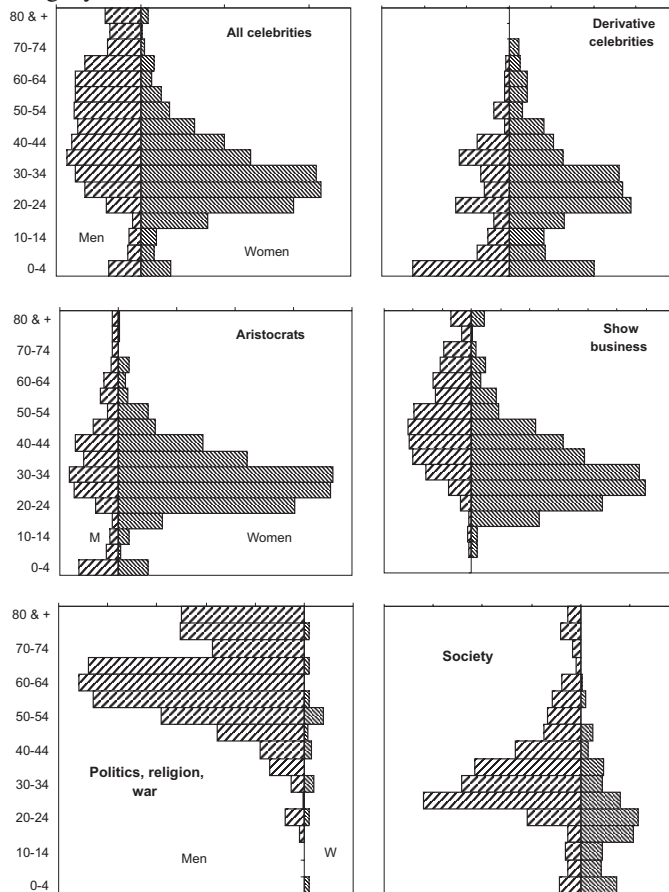 80 & +
70-74
60-64
50-54
40-44
30-34
20-24
10-14
0-4
All celebrities
Men
Women
Derivative
celebrities
80 & +
70-74
60-64
50-54
40-44
30-34
20-24
10-14
0-4
Aristocrats
M
Women
Show
business
80 & +
70-74
60-64
50-54
40-44
30-34
20-24
10-14
0-4
Politics, religion,
war
Men
W
Society